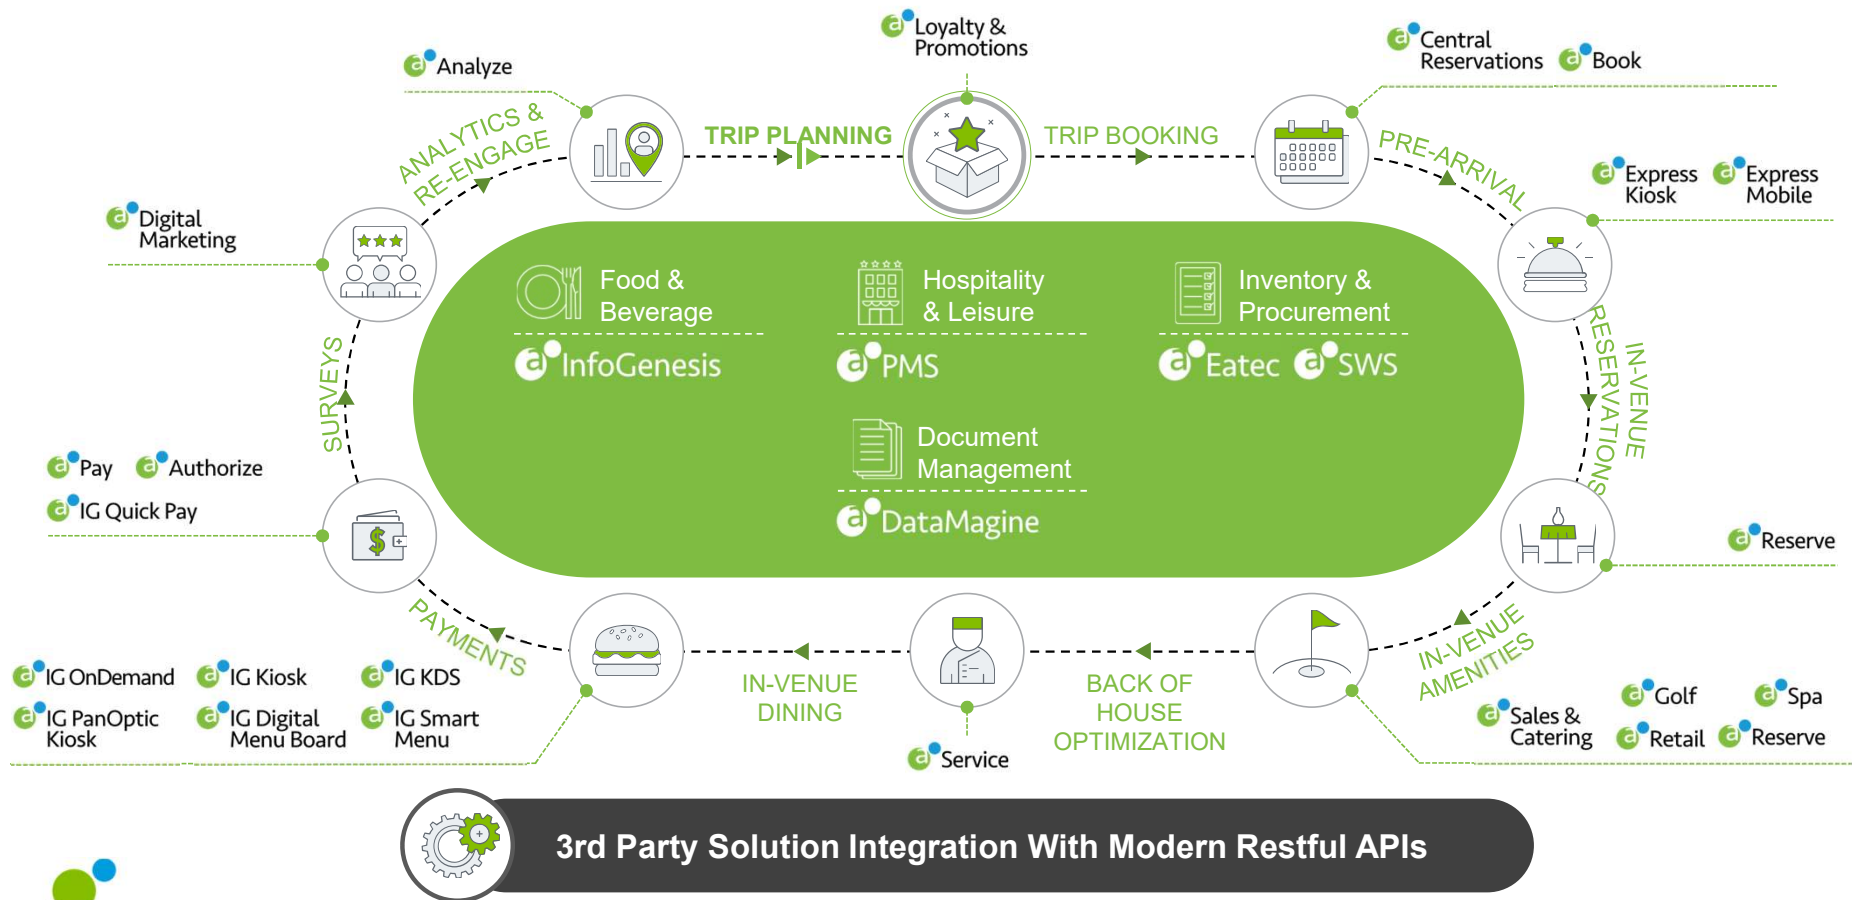 Loyalty &
Promotions
Analyze
Central
Reservations
Book
ANALYTICS &
RE-ENGAGE
TRIP PLANNING
TRIP BOOKING
PRE-ARRIVAL
Express
Kiosk
Express
Mobile
Digital
Marketing
Food &
Beverage
InfoGenesis
Hospitality
& Leisure
PMS
Inventory &
Procurement
Eatec
SWS
Document
Management
DataMagine
IN-VENUE
RESERVATIONS
SURVEYS
Pay
Authorize
IG Quick Pay
Reserve
PAYMENTS
IN-VENUE
AMENITIES
IG OnDemand
IG Kiosk
IG KDS
IG PanOptic
Kiosk
IG Digital
Menu Board
IG Smart
Menu
IN-VENUE
DINING
Service
BACK OF
HOUSE
OPTIMIZATION
Sales &
Catering
Golf
Spa
Retail
Reserve
3rd Party Solution Integration With Modern Restful APIs